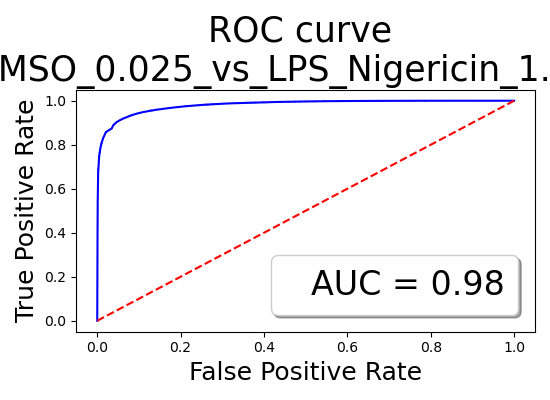 ROC curve
MSO_0.025_vs_LPS_Nigericin_1.
True Positive Rate
1.0
0.8
0.6
0.4
0.2
0.0
AUC = 0.98
0.0 0.2 0.4 0.6 0.8 1.0
False Positive Rate